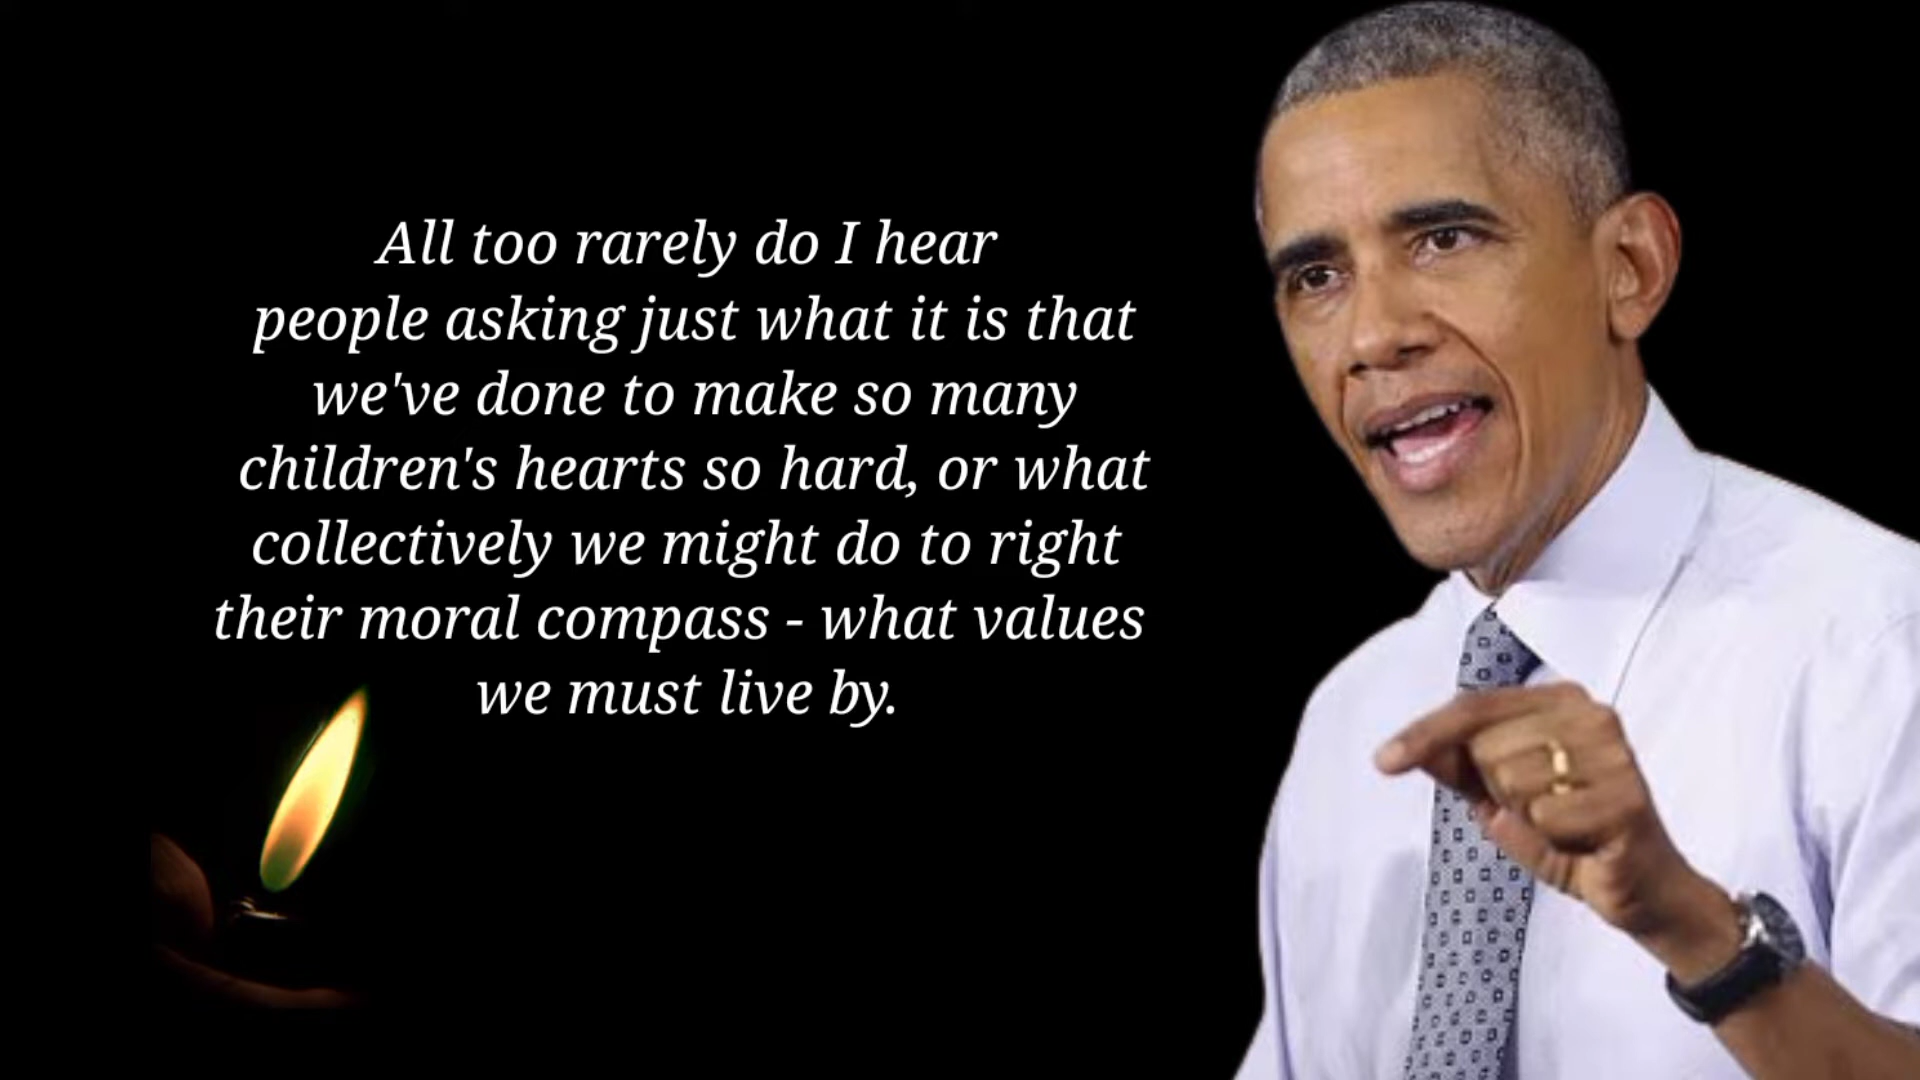 All too rarely do I hear
people asking just what it is that
we've done to make so many
children's hearts so hard, or what
collectively we might do to right
their moral compass - what values
we must live by.